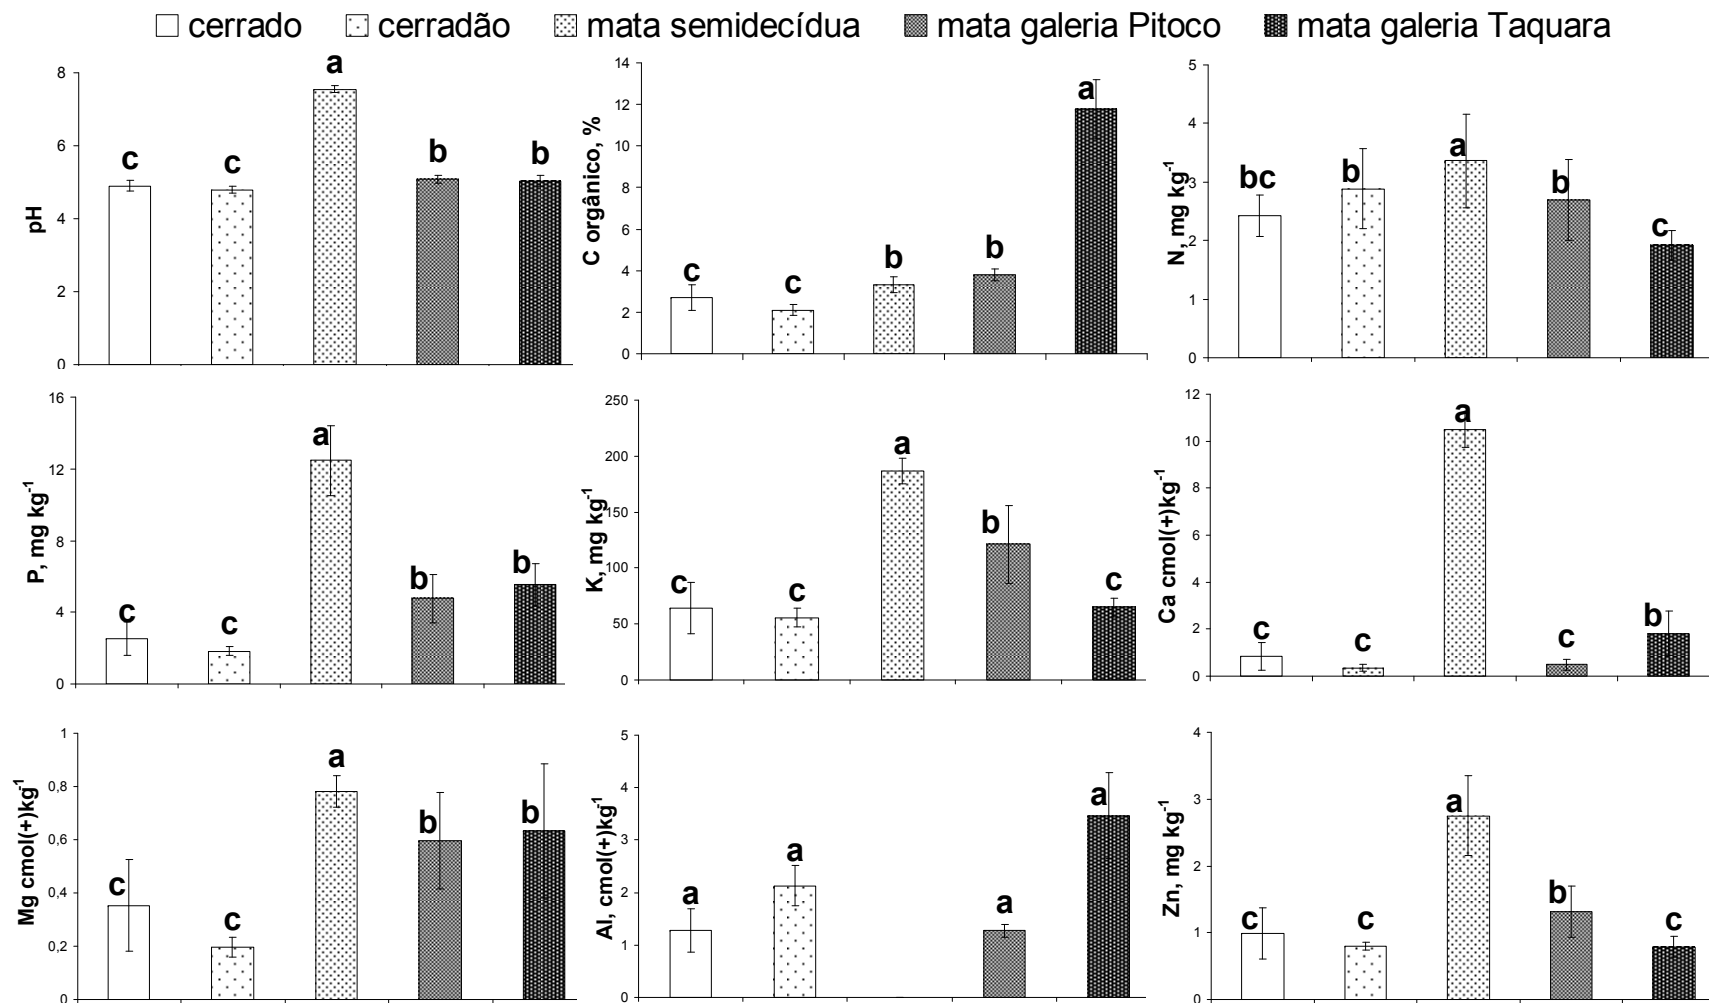 cerrado cerradão mata semidecídua mata galeria Pitoco mata galeria Taquara
pH
8
6
4
2
0
c c a b b
C orgânico, %
14
12
10
8
6
4
2
0
c c b b a
N, mg kg-1
5
4
3
2
1
0
bc b a b c
P, mg kg-1
16
12
8
4
0
c c a b b
K, mg kg-1
250
200
150
100
50
0
c c a b c
Ca cmol(+)kg-1
12
10
8
6
4
2
0
c c a c b
Mg cmol(+)kg-1
1
0,8
0,6
0,4
0,2
0
c c a b b
Al, cmol(+)kg-1
5
4
3
2
1
0
a a a a
Zn, mg kg-1
4
3
2
1
0
c c a b c